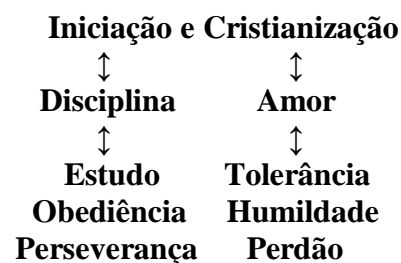 Iniciação e Cristianização
↕ ↕
Disciplina Amor
↕ ↕
Estudo Tolerância
Obediência Humildade
Perseverança Perdão